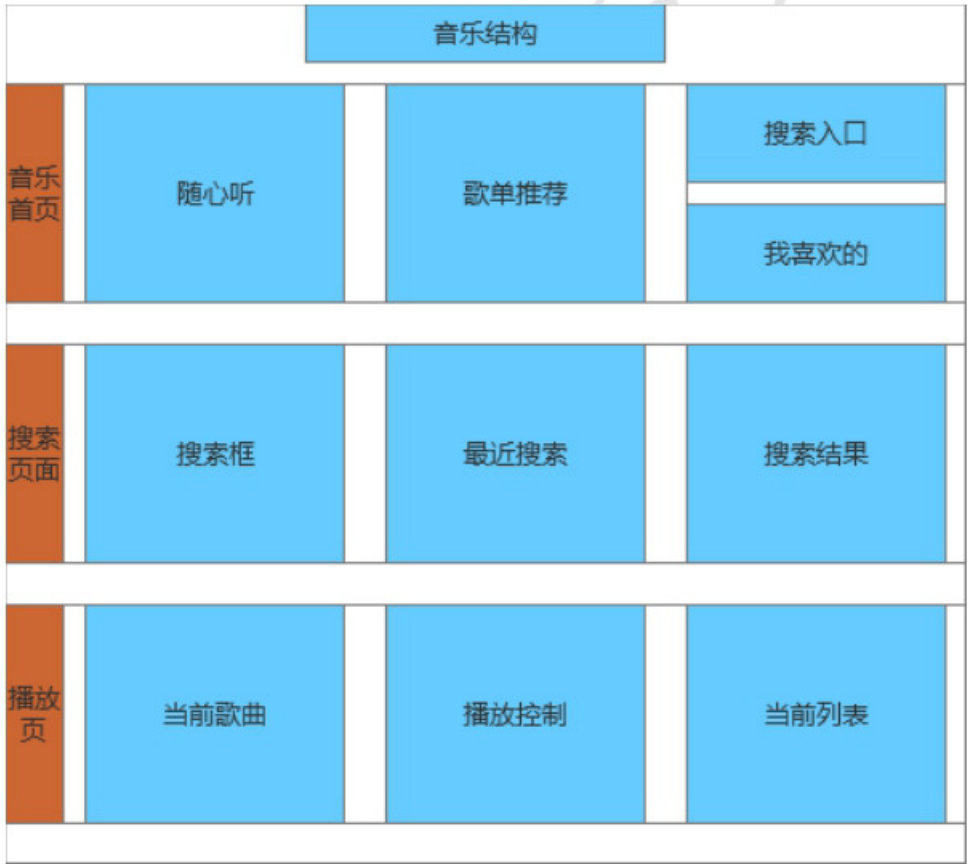 音乐结构
音乐
首页
随心听
歌单推荐
搜索入口
我喜欢的
搜索
页面
搜索框
最近搜索
搜索结果
播放
页
当前歌曲
播放控制
当前列表